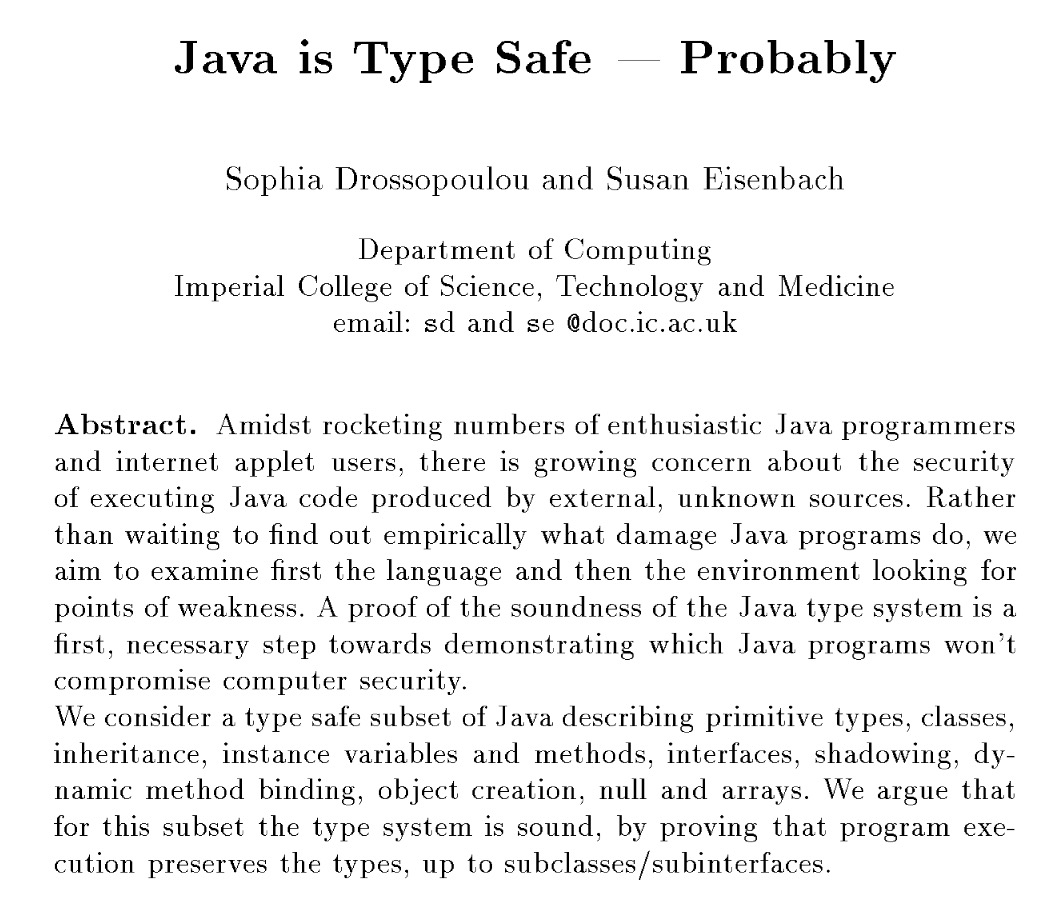 Java is Type Safe — Probably
Sophia Drossopoulou and Susan Eisenbach
Department of Computing
Imperial College of Science, Technology and Medicine
email: sd and se @doc.ic.ac.uk
Abstract. Amidst rocketing numbers of enthusiastic Java programmers
and internet applet users, there is growing concern about the security
of executing Java code produced by external, unknown sources. Rather
than waiting to find out empirically what damage Java programs do, we
aim to examine first the language and then the environment looking for
points of weakness. A proof of the soundness of the Java type system is a
first, necessary step towards demonstrating which Java programs won't
compromise computer security.
We consider a type safe subset of Java describing primitive types, classes,
inheritance, instance variables and methods, interfaces, shadowing, dy-
namic method binding, object creation, null and arrays. We argue that
for this subset the type system is sound, by proving that program exe-
cution preserves the types, up to subclasses/subinterfaces.